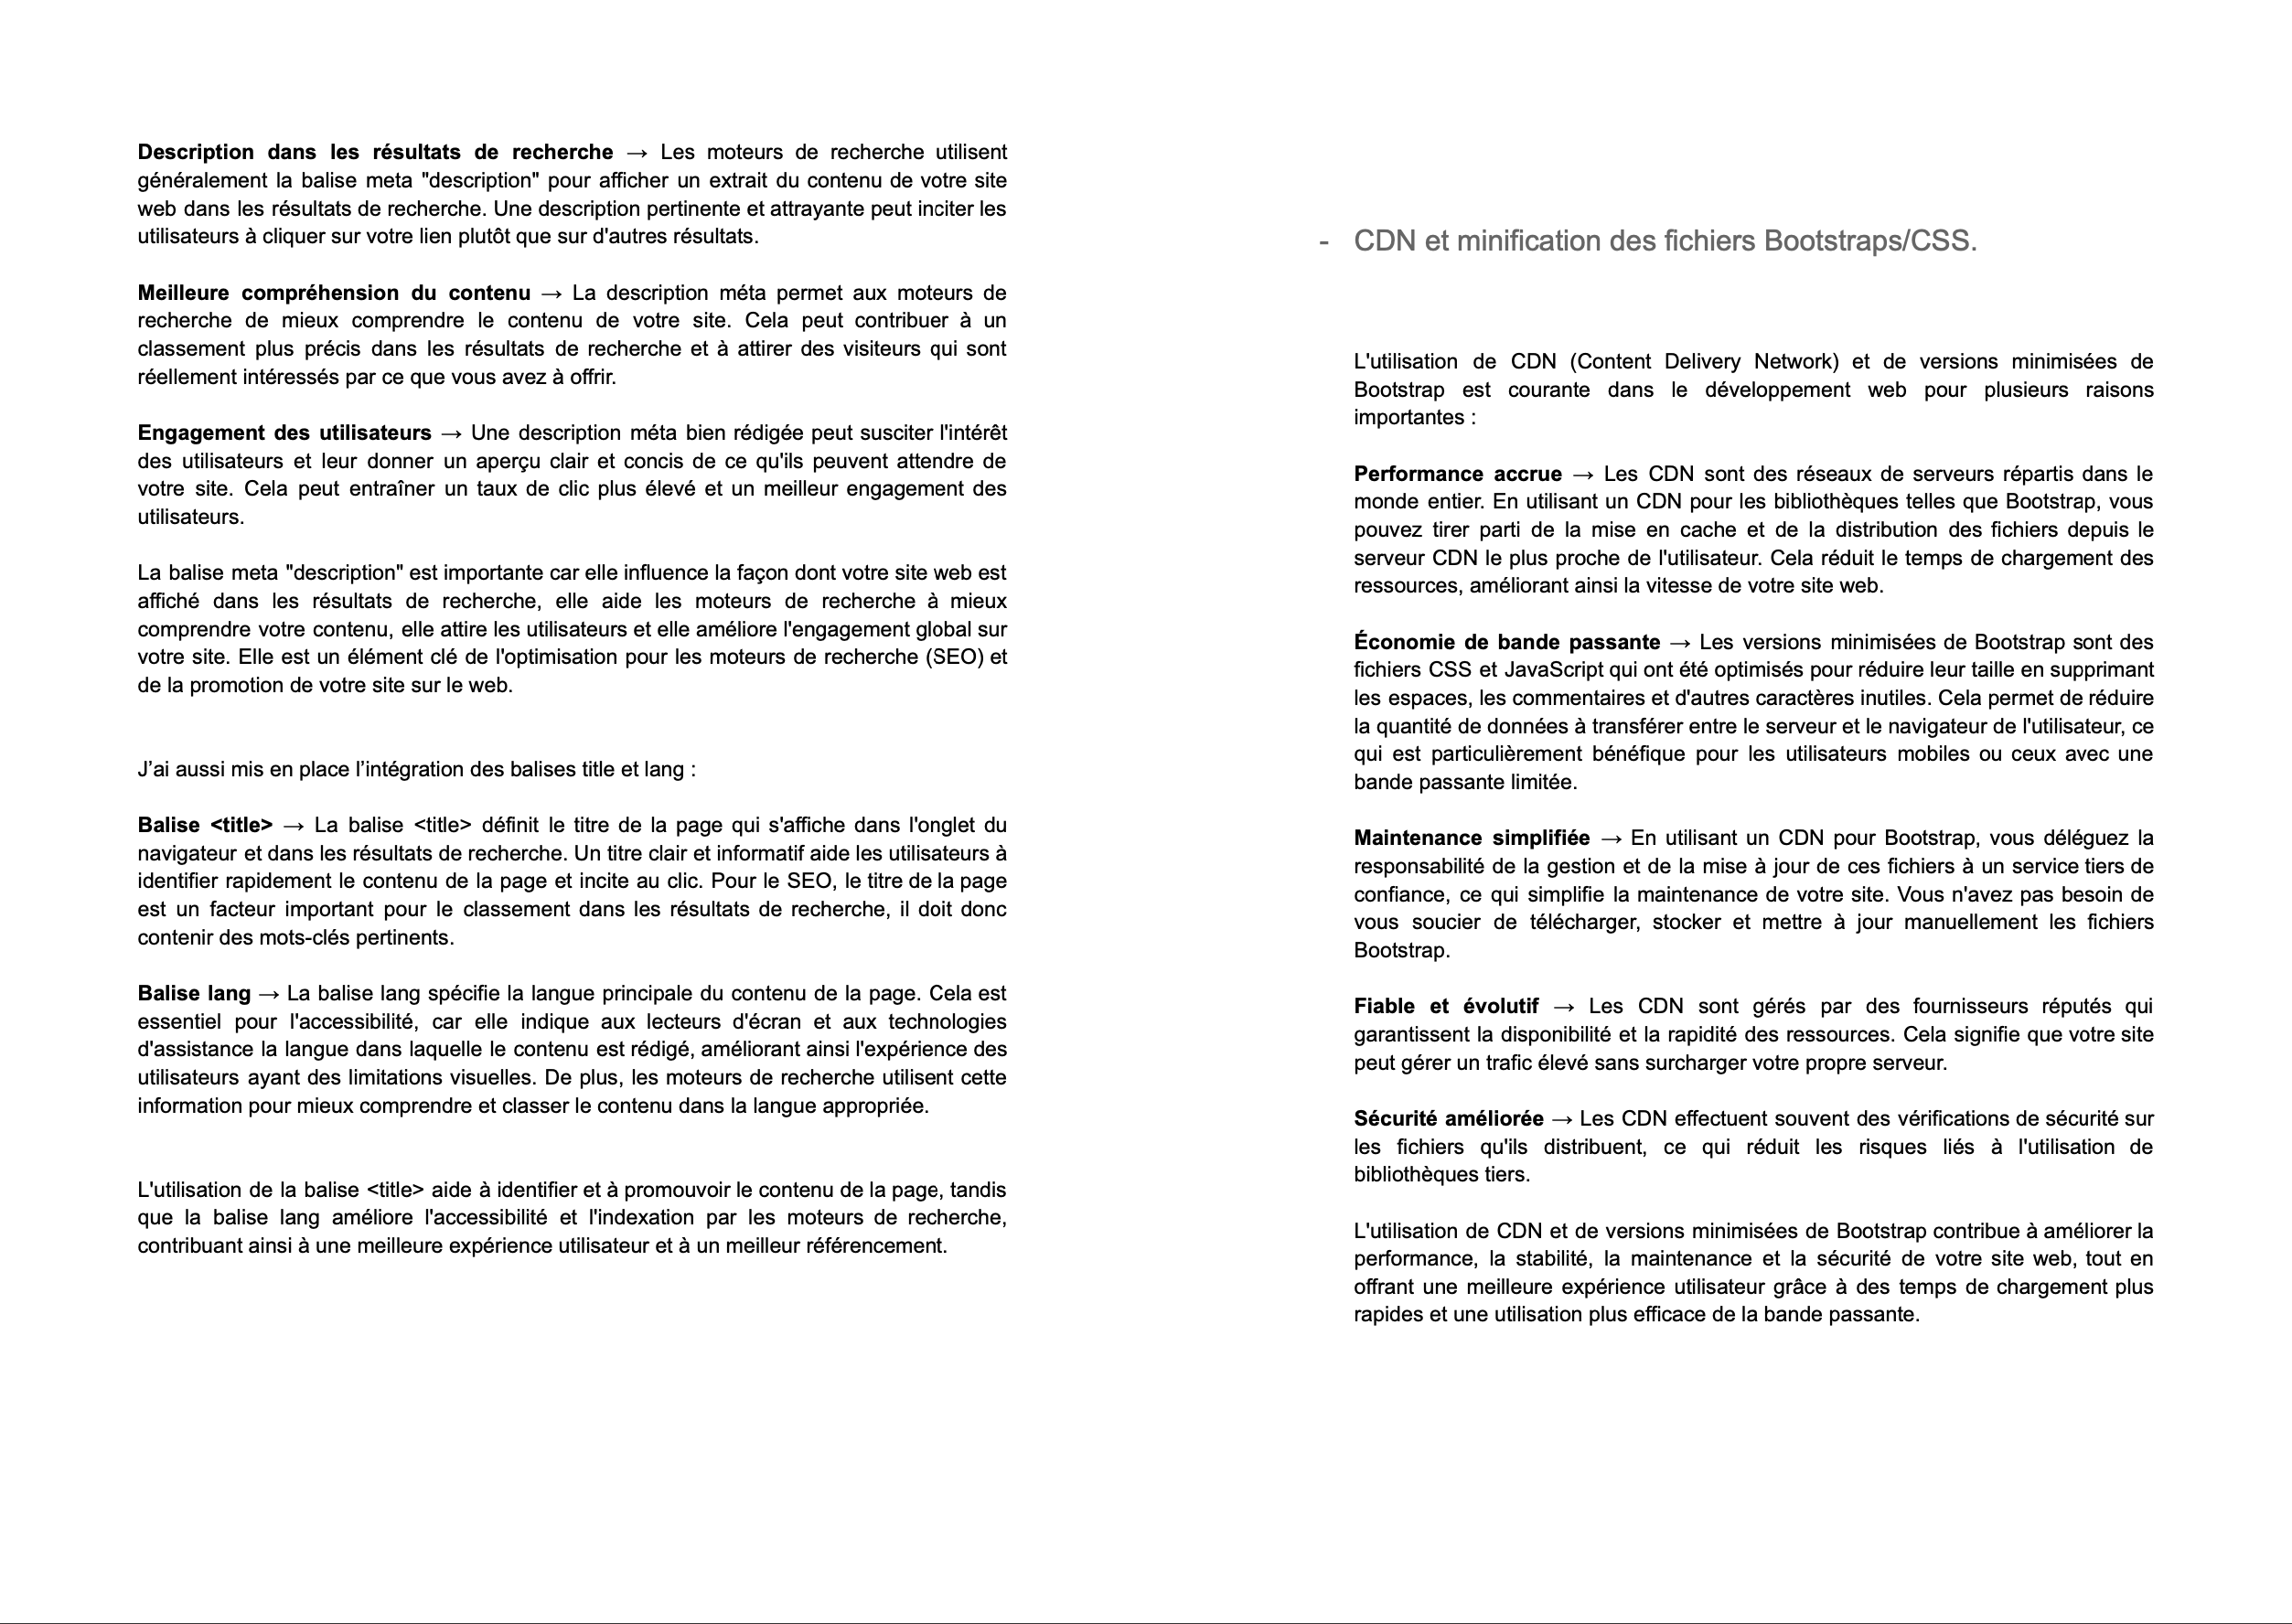 Description dans les résultats de recherche → Les moteurs de recherche utilisent
généralement la balise meta "description" pour afficher un extrait du contenu de votre site
web dans les résultats de recherche. Une description pertinente et attrayante peut inciter les
utilisateurs à cliquer sur votre lien plutôt que sur d'autres résultats.
Meilleure compréhension du contenu → La description méta permet aux moteurs de
recherche de mieux comprendre le contenu de votre site. Cela peut contribuer à un
classement plus précis dans les résultats de recherche et à attirer des visiteurs qui sont
réellement intéressés par ce que vous avez à offrir.
Engagement des utilisateurs → Une description méta bien rédigée peut susciter l'intérêt
des utilisateurs et leur donner un aperçu clair et concis de ce qu'ils peuvent attendre de
votre site. Cela peut entraîner un taux de clic plus élevé et un meilleur engagement des
utilisateurs.
La balise meta "description" est importante car elle influence la façon dont votre site web est
affiché dans les résultats de recherche, elle aide les moteurs de recherche à mieux
comprendre votre contenu, elle attire les utilisateurs et elle améliore l'engagement global sur
votre site. Elle est un élément clé de l'optimisation pour les moteurs de recherche (SEO) et
de la promotion de votre site sur le web.
J’ai aussi mis en place l’intégration des balises title et lang :
Balise <title> → La balise <title> définit le titre de la page qui s'affiche dans l'onglet du
navigateur et dans les résultats de recherche. Un titre clair et informatif aide les utilisateurs à
identifier rapidement le contenu de la page et incite au clic. Pour le SEO, le titre de la page
est un facteur important pour le classement dans les résultats de recherche, il doit donc
contenir des mots-clés pertinents.
Balise lang → La balise lang spécifie la langue principale du contenu de la page. Cela est
essentiel pour l'accessibilité, car elle indique aux lecteurs d'écran et aux technologies
d'assistance la langue dans laquelle le contenu est rédigé, améliorant ainsi l'expérience des
utilisateurs ayant des limitations visuelles. De plus, les moteurs de recherche utilisent cette
information pour mieux comprendre et classer le contenu dans la langue appropriée.
L'utilisation de la balise <title> aide à identifier et à promouvoir le contenu de la page, tandis
que la balise lang améliore l'accessibilité et l'indexation par les moteurs de recherche,
contribuant ainsi à une meilleure expérience utilisateur et à un meilleur référencement.
- CDN et minification des fichiers Bootstraps/CSS.
L'utilisation de CDN (Content Delivery Network) et de versions minimisées de
Bootstrap est courante dans le développement web pour plusieurs raisons
importantes :
Performance accrue → Les CDN sont des réseaux de serveurs répartis dans le
monde entier. En utilisant un CDN pour les bibliothèques telles que Bootstrap, vous
pouvez tirer parti de la mise en cache et de la distribution des fichiers depuis le
serveur CDN le plus proche de l'utilisateur. Cela réduit le temps de chargement des
ressources, améliorant ainsi la vitesse de votre site web.
Économie de bande passante → Les versions minimisées de Bootstrap sont des
fichiers CSS et JavaScript qui ont été optimisés pour réduire leur taille en supprimant
les espaces, les commentaires et d'autres caractères inutiles. Cela permet de réduire
la quantité de données à transférer entre le serveur et le navigateur de l'utilisateur, ce
qui est particulièrement bénéfique pour les utilisateurs mobiles ou ceux avec une
bande passante limitée.
Maintenance simplifiée → En utilisant un CDN pour Bootstrap, vous déléguez la
responsabilité de la gestion et de la mise à jour de ces fichiers à un service tiers de
confiance, ce qui simplifie la maintenance de votre site. Vous n'avez pas besoin de
vous soucier de télécharger, stocker et mettre à jour manuellement les fichiers
Bootstrap.
Fiable et évolutif → Les CDN sont gérés par des fournisseurs réputés qui
garantissent la disponibilité et la rapidité des ressources. Cela signifie que votre site
peut gérer un trafic élevé sans surcharger votre propre serveur.
Sécurité améliorée → Les CDN effectuent souvent des vérifications de sécurité sur
les fichiers qu'ils distribuent, ce qui réduit les risques liés à l'utilisation de
bibliothèques tiers.
L'utilisation de CDN et de versions minimisées de Bootstrap contribue à améliorer la
performance, la stabilité, la maintenance et la sécurité de votre site web, tout en
offrant une meilleure expérience utilisateur grâce à des temps de chargement plus
rapides et une utilisation plus efficace de la bande passante.